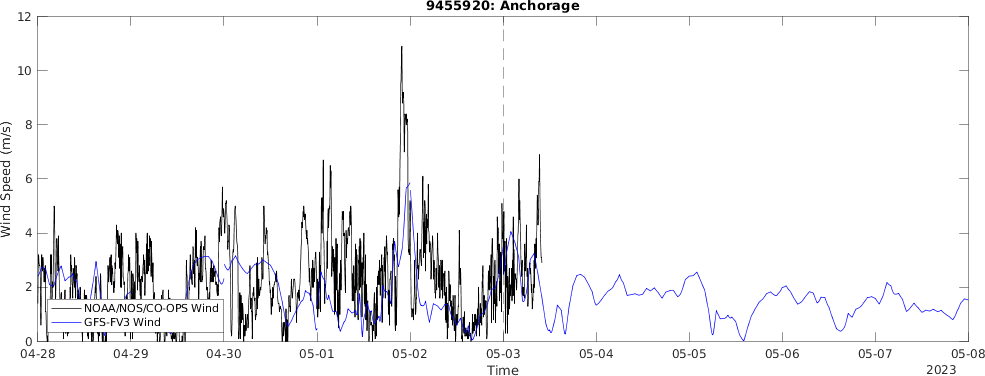 9455920: Anchorage
12
10
8
6
4
2
0
Wind Speed (m/s)
NOAA/NOS/CO-OPS Wind
GFS-FV3 Wind
04-28 04-29 04-30 05-01 05-02 05-03 05-04 05-05 05-06 05-07 05-08
Time
2023